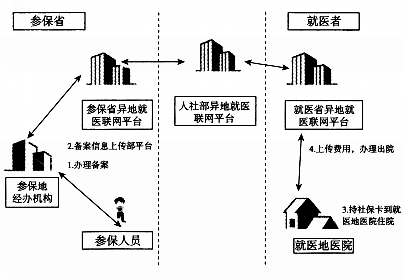 参保省
就医者
参保省异地就
医联网平台
人社部异地就医
联网平台
就医省异地就
医联网平台
2.备案信息上传部平台
1.办理备案
4.上传费用，办理出院
参保地
经办机构
参保人员
3.持社保卡到就
医地医院住院
就医地医院